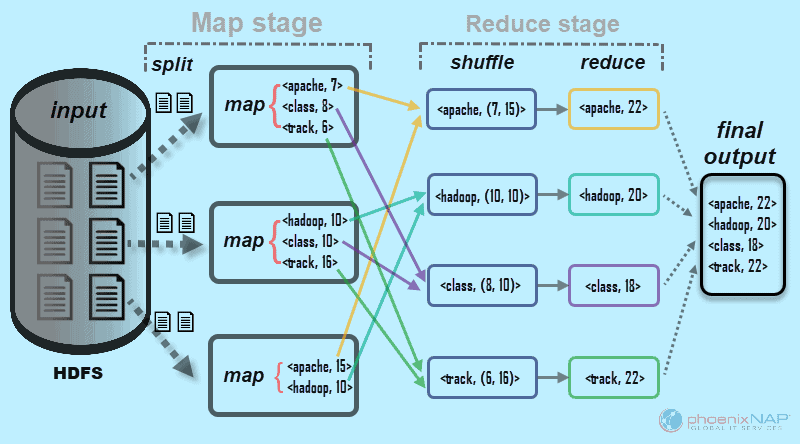 Map stage
Reduce stage
split
shuffle
reduce
input
HDFS
map
<apache, 7>
<class, 8>
<track, 6>
map
<hadoop, 10>
<class, 10>
<track, 16>
map
<apache, 15>
<hadoop, 10>
<apache, (7, 15)>
<apache, 22>
<hadoop, (10, 10)>
<hadoop, 20>
<class, (8, 10)>
<class, 18>
<track, (6, 16)>
<track, 22>
final
output
<apache, 22>
<hadoop, 20>
<class, 18>
<track, 22>
phoenixNAP
GLOBAL IT SERVICES